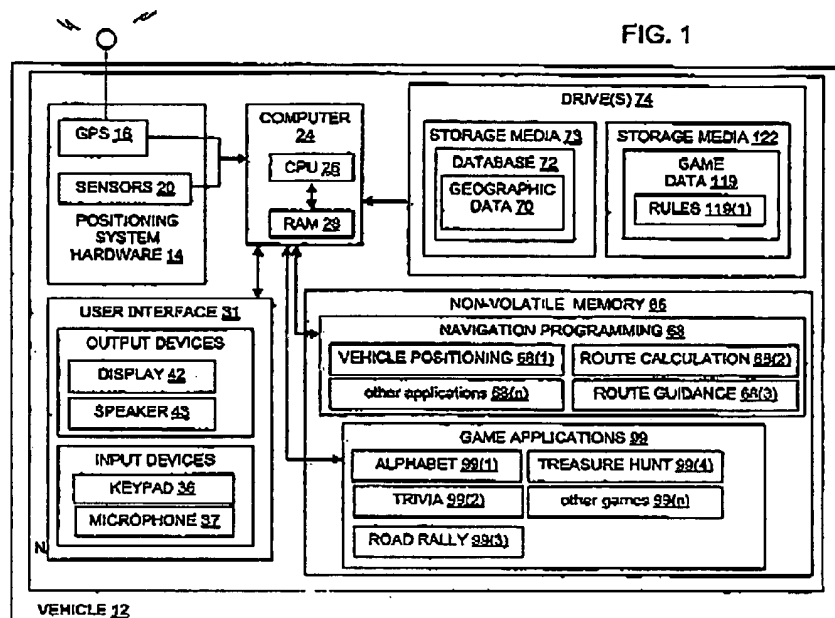 FIG. 1
GPS 16
SENSORS 20
POSITIONING
SYSTEM
HARDWARE 14
COMPUTER
24
CPU 26
RAM 29
DRIVE(S) 74
STORAGE MEDIA 73
DATABASE 72
GEOGRAPHIC
DATA 70
STORAGE MEDIA 122
GAME
DATA 119
RULES 119(1)
USER INTERFACE 31
OUTPUT DEVICES
DISPLAY 42
SPEAKER 43
INPUT DEVICES
KEYPAD 36
MICROPHONE 37
NON-VOLATILE MEMORY 66
NAVIGATION PROGRAMMING 68
VEHICLE POSITIONING 68(1)
ROUTE CALCULATION 68(2)
other applications 68(n)
ROUTE GUIDANCE 68(3)
GAME APPLICATIONS 99
ALPHABET 99(1)
TREASURE HUNT 99(4)
TRIVIA 99(2)
other games 99(n)
ROAD RALLY 99(3)
N
VEHICLE 12